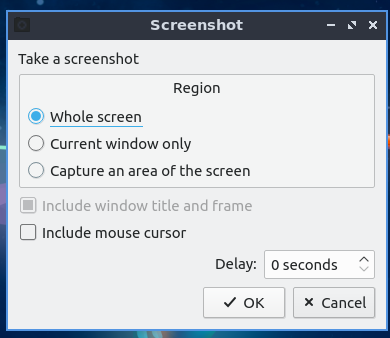 Screenshot
Take a screenshot
Region
Whole screen
Current window only
Capture an area of the screen
Include window title and frame
Include mouse cursor
Delay: 0 seconds
OK Cancel